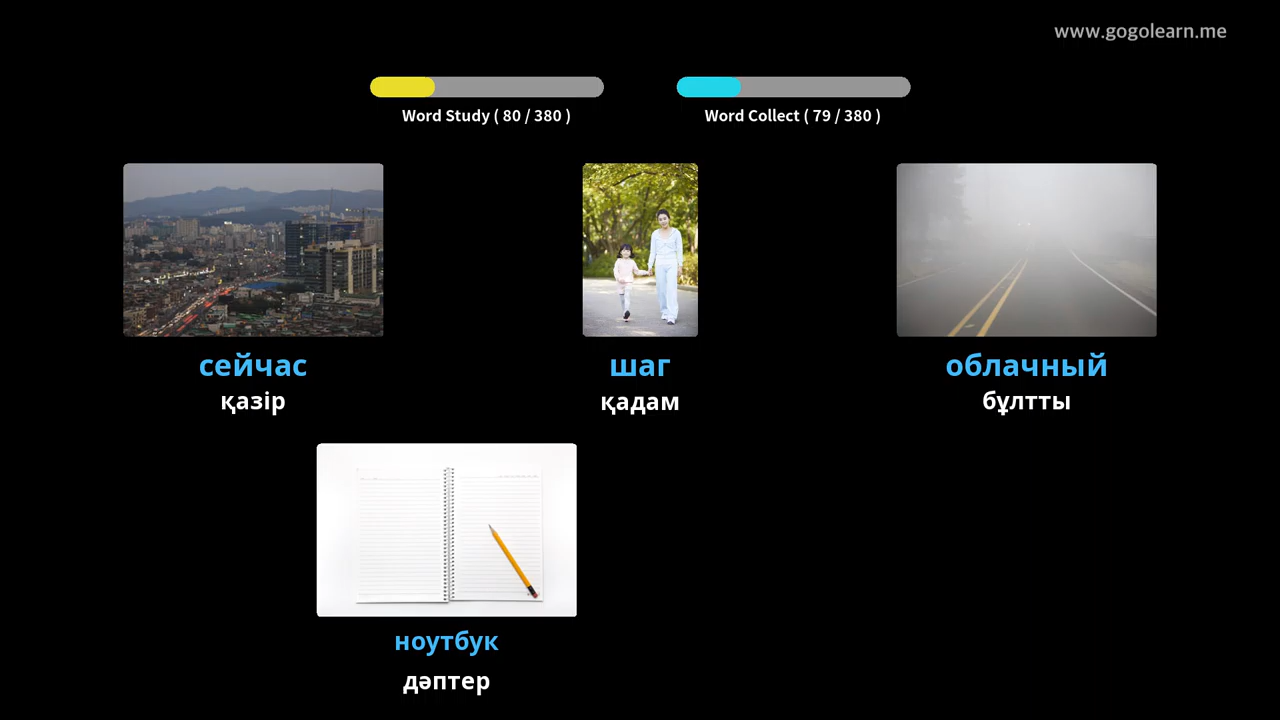 www.gogolearn.me
Word Study ( 80 / 380 )
Word Collect ( 79 / 380 )
сейчас
қазір
шаг
қадам
облачный
бұлтты
ноутбук
дәптер